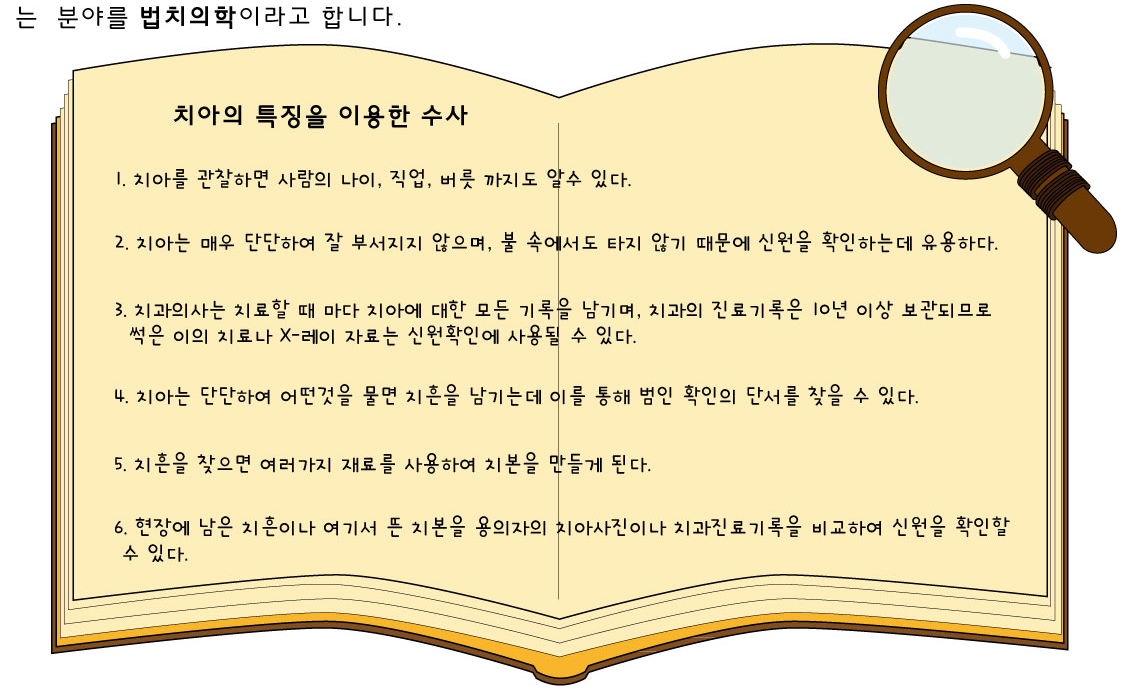 는 분야를 법치의학이라고 합니다.
치아의 특징을 이용한 수사
1. 치아를 관찰하면 사람의 나이, 직업, 버릇 까지도 알수 있다.
2. 치아는 매우 단단하여 잘 부서지지 않으며, 불 속에서도 타지 않기 때문에 신원을 확인하는데 유용하다.
3. 치과의사는 치료할 때 마다 치아에 대한 모든 기록을 남기며, 치과의 진료기록은 10년 이상 보관되므로
썩은 이의 치료나 X-레이 자료는 신원확인에 사용될 수 있다.
4. 치아는 단단하여 어떤것을 물면 치흔을 남기는데 이를 통해 범인 확인의 단서를 찾을 수 있다.
5. 치흔을 찾으면 여러가지 재료를 사용하여 치본을 만들게 된다.
6. 현장에 남은 치흔이나 여기서 뜬 치본을 용의자의 치아사진이나 치과진료기록을 비교하여 신원을 확인할
수 있다.